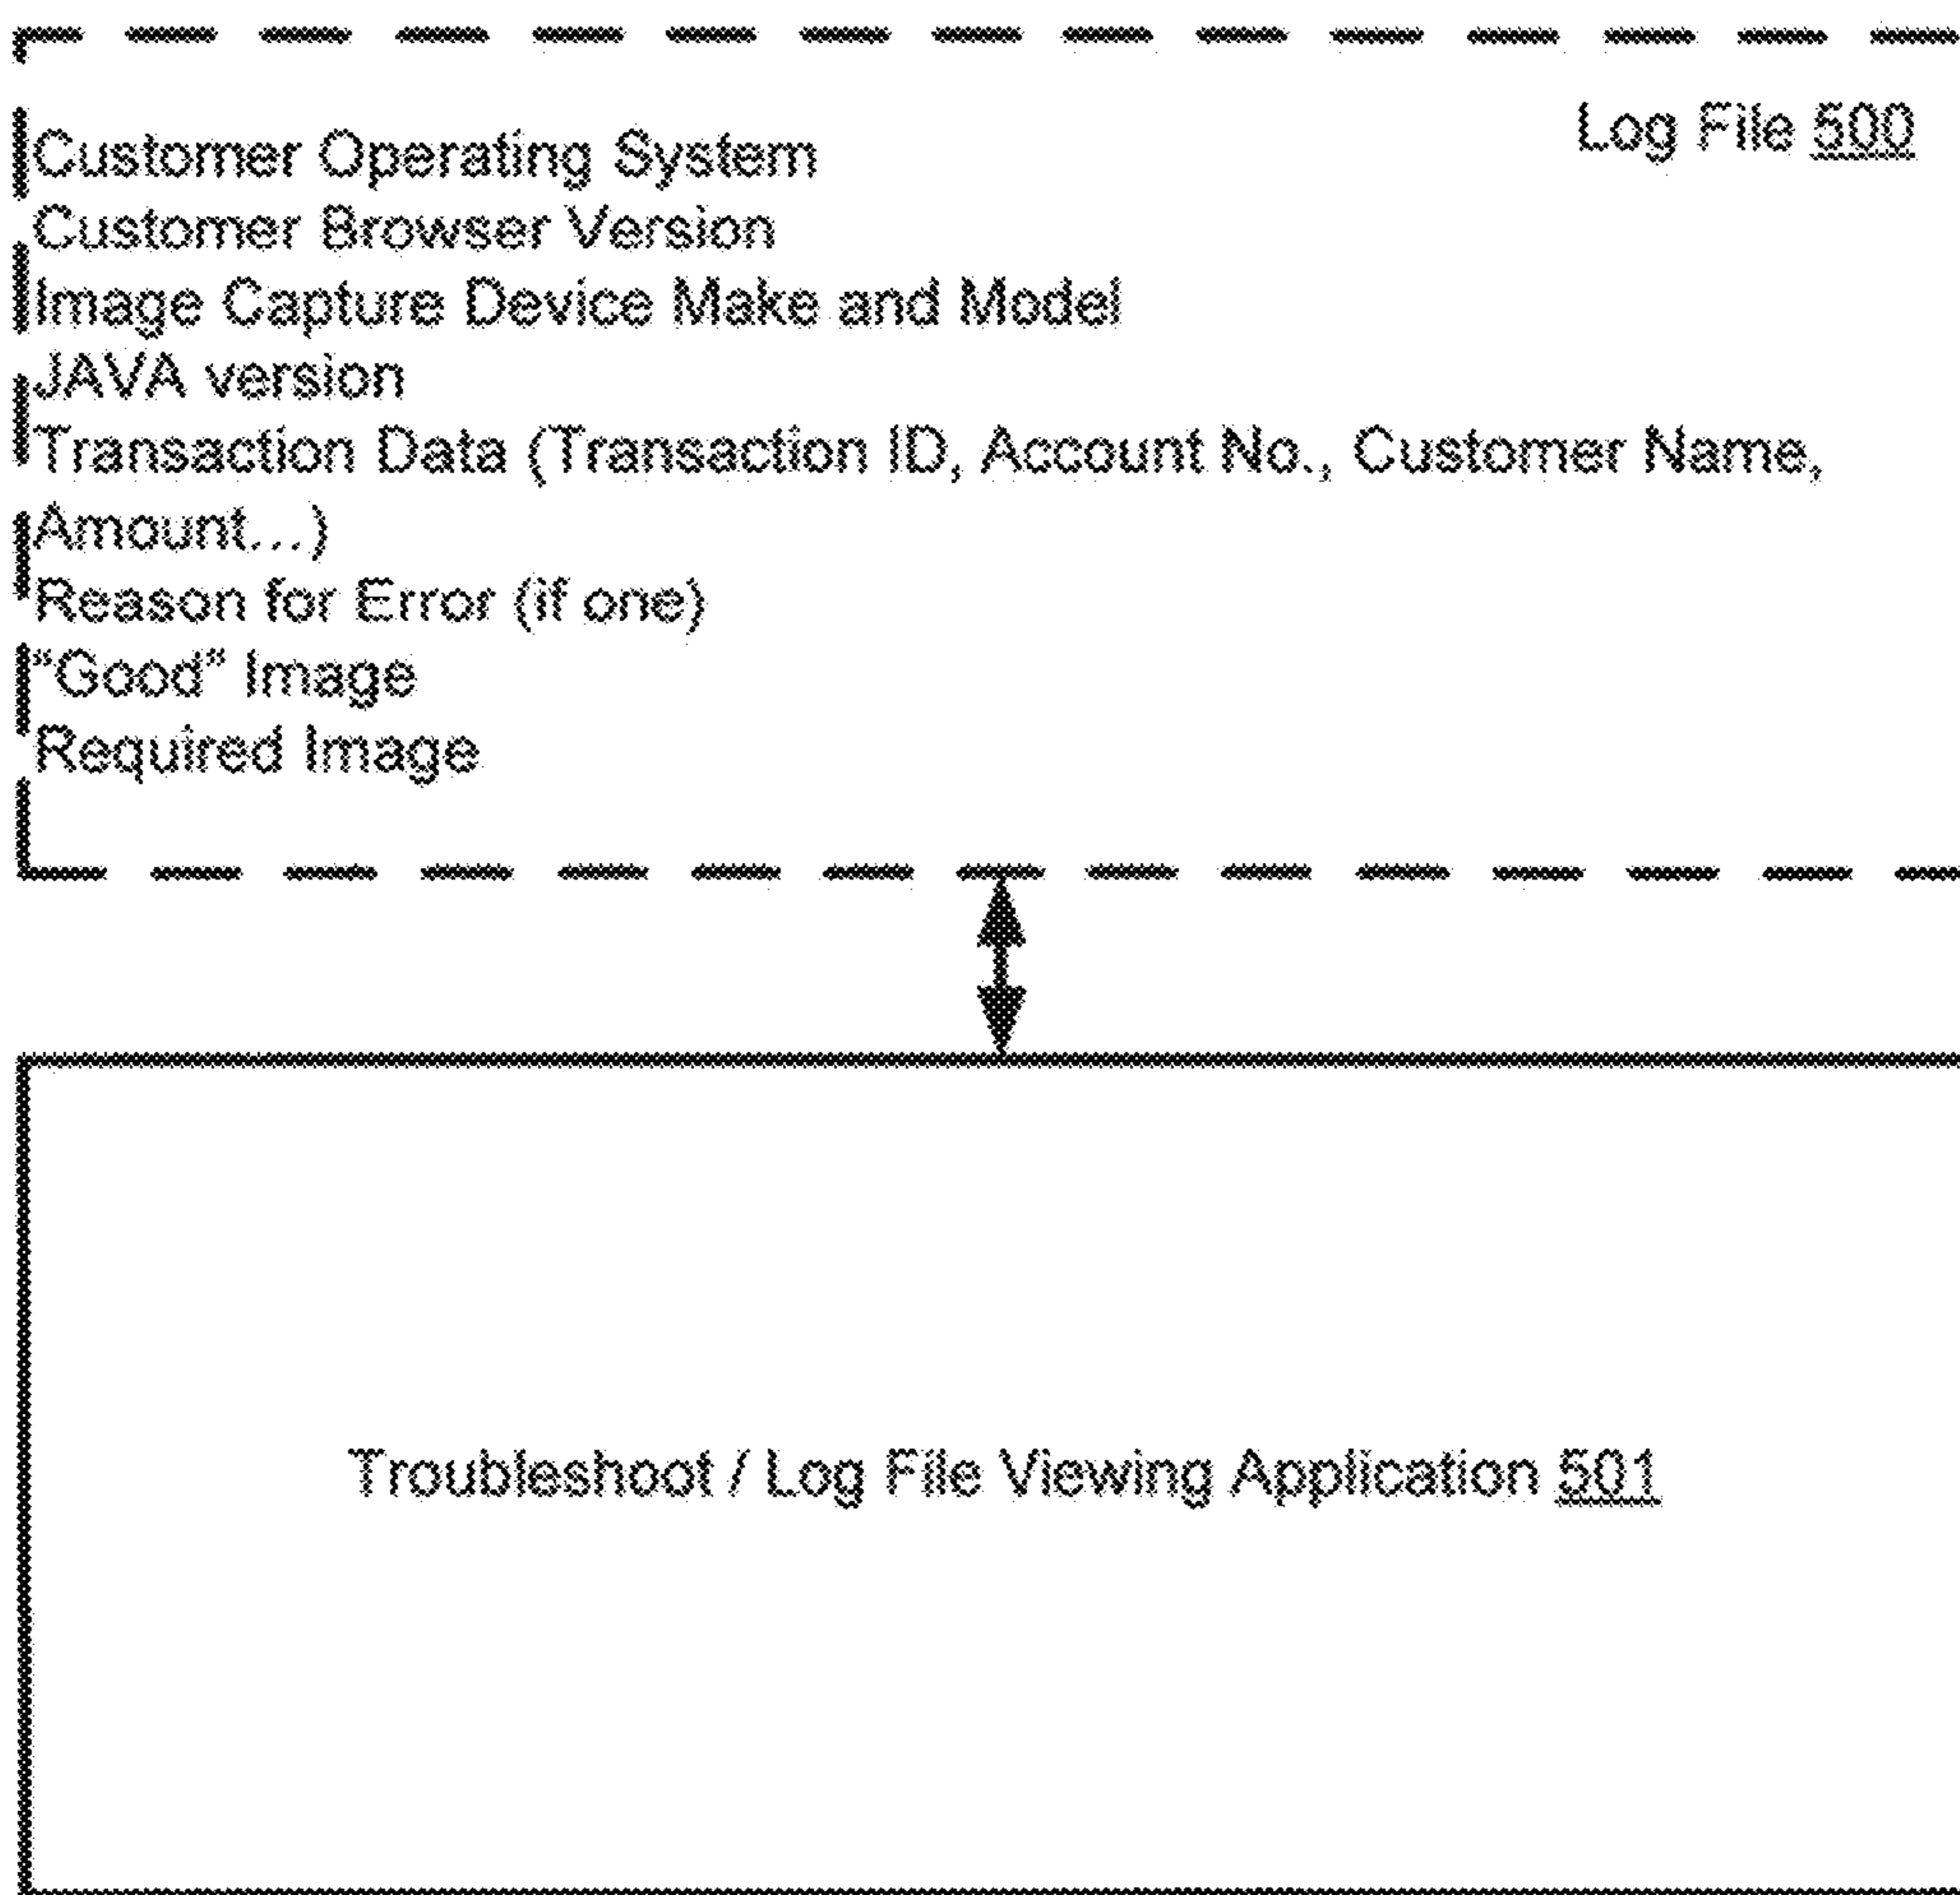 Log File 500
Customer Operating System
Customer Browser Version
Image Capture Device Make and Model
JAVA version
Transaction Data (Transaction ID, Account No., Customer Name,
Amount...)
Reason for Error (if one)
“Good” Image
Required Image
Troubleshoot / Log File Viewing Application 501